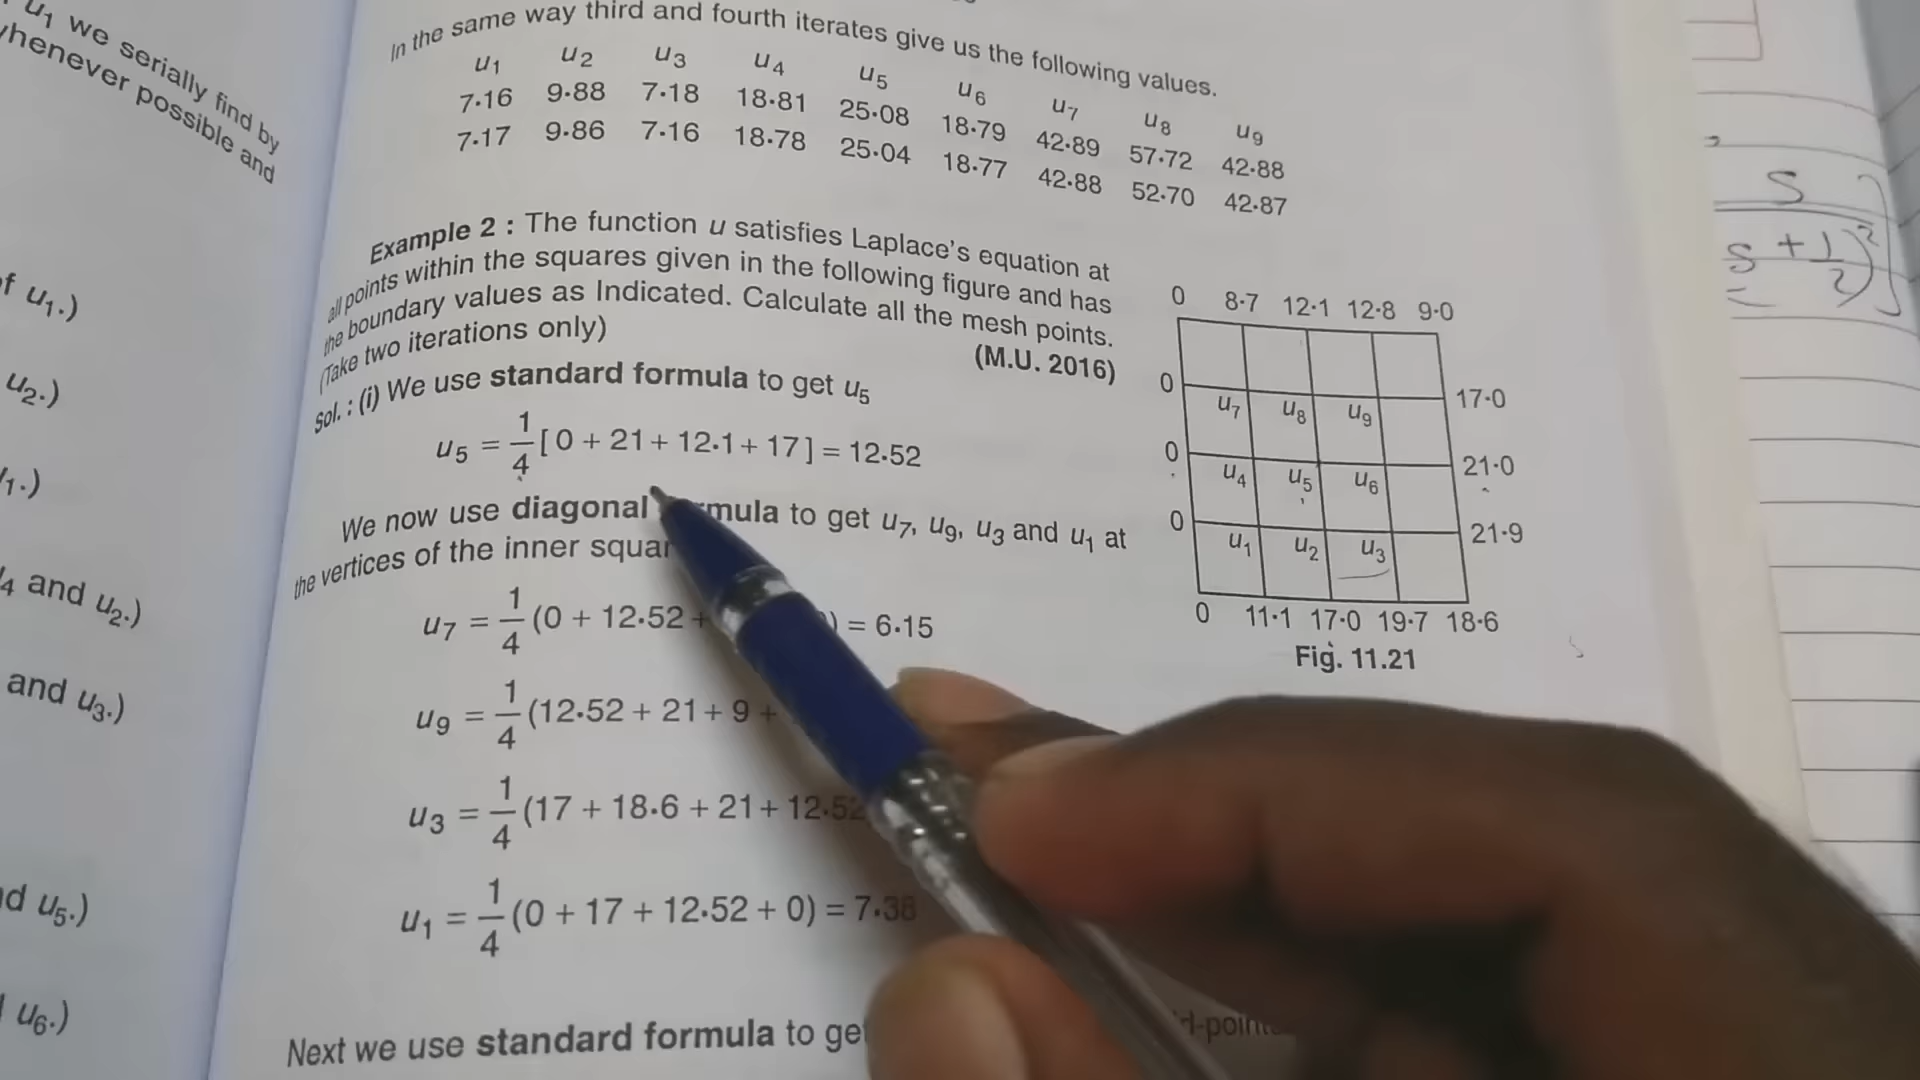 u₁ we serially find by
whenever possible and
f u₁.)
u₂.)
/₁.)
₄ and u₂.)
and u₃.)
d u₅.)
u₆.)
In the same way third and fourth iterates give us the following values.
u₁ u₂ u₃ u₄ u₅ u₆ u₇ u₈ u₉
7·16 9·88 7·18 18·81 25·08 18·79 42·89 57·72 42·88
7·17 9·86 7·16 18·78 25·04 18·77 42·88 52·70 42·87
Example 2 : The function u satisfies Laplace's equation at
all points within the squares given in the following figure and has
the boundary values as Indicated. Calculate all the mesh points.
(Take two iterations only)
(M.U. 2016)
Sol. : (i) We use standard formula to get u₅
u₅ = 1/4 [ 0 + 21 + 12·1 + 17 ] = 12·52
We now use diagonal rmula to get u₇, u₉, u₃ and u₁ at
the vertices of the inner squar
u₇ = 1/4 (0 + 12·52 + ) = 6·15
u₉ = 1/4 (12·52 + 21 + 9 +
u₃ = 1/4 (17 + 18·6 + 21 + 12·52
u₁ = 1/4 (0 + 17 + 12·52 + 0) = 7·38
Next we use standard formula to ge
d-point
0 8·7 12·1 12·8 9·0
0 17·0
u₇ u₈ u₉
0 21·0
u₄ u₅ u₆
0 21·9
u₁ u₂ u₃
0 11·1 17·0 19·7 18·6
Fig. 11.21
s
s + 1/2)²